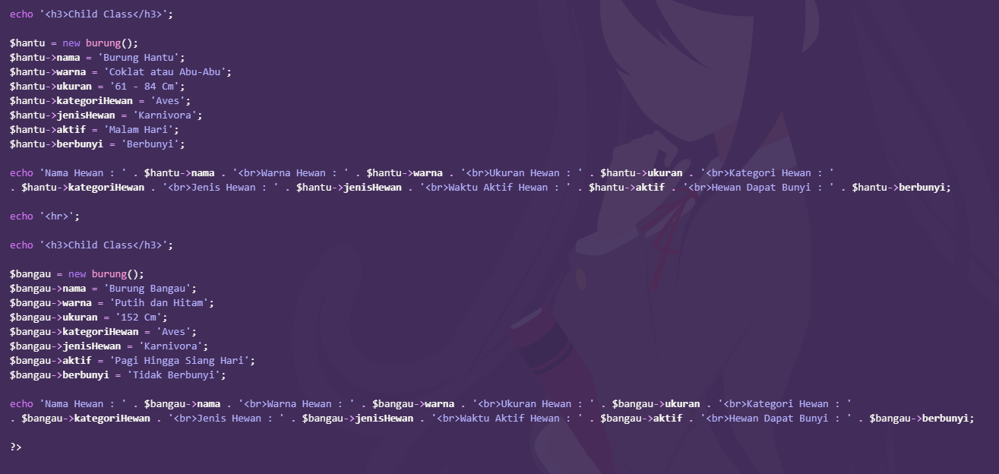 echo '<h3>Child Class</h3>';
$hantu = new burung();
$hantu->nama = 'Burung Hantu';
$hantu->warna = 'Coklat atau Abu-Abu';
$hantu->ukuran = '61 - 84 Cm';
$hantu->kategoriHewan = 'Aves';
$hantu->jenisHewan = 'Karnivora';
$hantu->aktif = 'Malam Hari';
$hantu->berbunyi = 'Berbunyi';
echo 'Nama Hewan : ' . $hantu->nama . '<br>Warna Hewan : ' . $hantu->warna . '<br>Ukuran Hewan : ' . $hantu->ukuran . '<br>Kategori Hewan : '
. $hantu->kategoriHewan . '<br>Jenis Hewan : ' . $hantu->jenisHewan . '<br>Waktu Aktif Hewan : ' . $hantu->aktif . '<br>Hewan Dapat Bunyi : ' . $hantu->berbunyi;
echo '<hr>';
echo '<h3>Child Class</h3>';
$bangau = new burung();
$bangau->nama = 'Burung Bangau';
$bangau->warna = 'Putih dan Hitam';
$bangau->ukuran = '152 Cm';
$bangau->kategoriHewan = 'Aves';
$bangau->jenisHewan = 'Karnivora';
$bangau->aktif = 'Pagi Hingga Siang Hari';
$bangau->berbunyi = 'Tidak Berbunyi';
echo 'Nama Hewan : ' . $bangau->nama . '<br>Warna Hewan : ' . $bangau->warna . '<br>Ukuran Hewan : ' . $bangau->ukuran . '<br>Kategori Hewan : '
. $bangau->kategoriHewan . '<br>Jenis Hewan : ' . $bangau->jenisHewan . '<br>Waktu Aktif Hewan : ' . $bangau->aktif . '<br>Hewan Dapat Bunyi : ' . $bangau->berbunyi;
?>